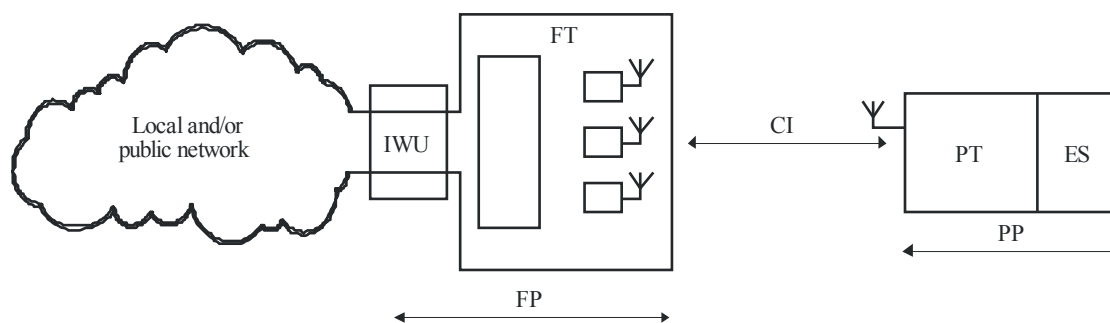 FT
Local and/or
public network
IWU
CI
PT
ES
PP
FP